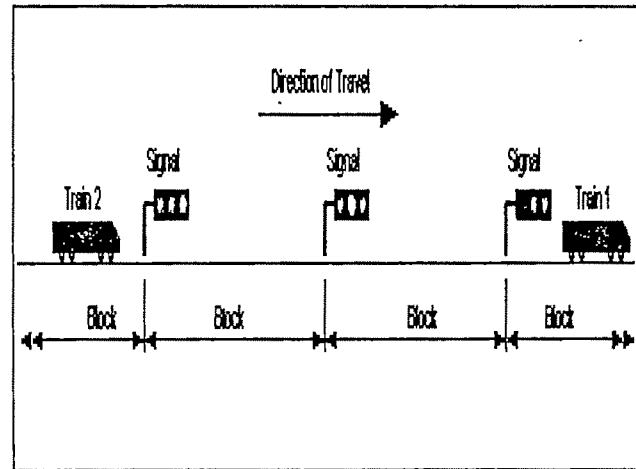 Direction of Travel
Signal Signal Signal
Train 2 Train 1
Block Block Block Block